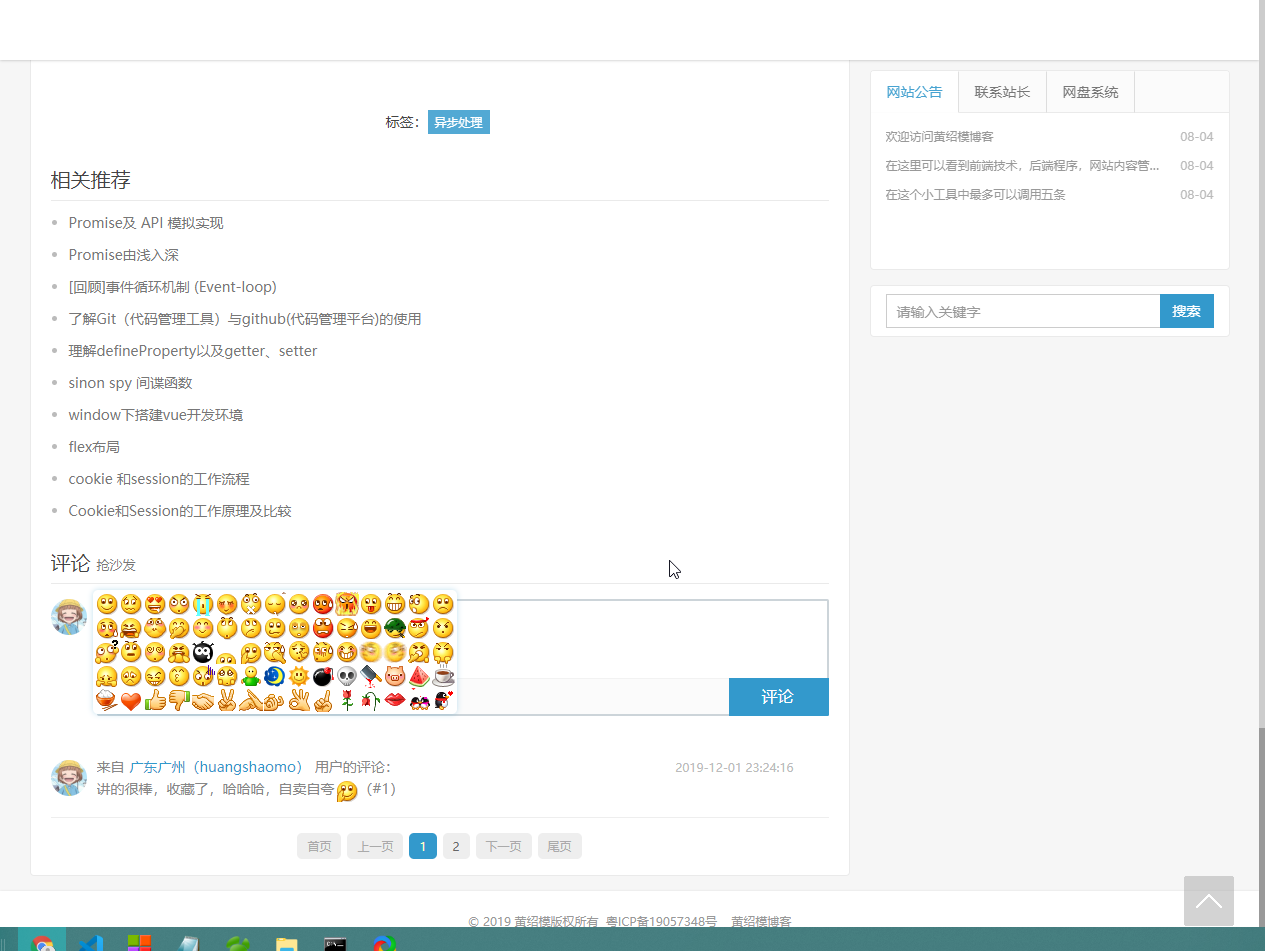 标签：异步处理
相关推荐
Promise及 API 模拟实现
Promise由浅入深
[回顾]事件循环机制 (Event-loop)
了解Git（代码管理工具）与github(代码管理平台)的使用
理解defineProperty以及getter、setter
sinon spy 间谍函数
window下搭建vue开发环境
flex布局
cookie 和session的工作流程
Cookie和Session的工作原理及比较
评论 抢沙发
评论
来自 广东广州（huangshaomo） 用户的评论： 2019-12-01 23:24:16
讲的很棒，收藏了，哈哈哈，自卖自夸（#1）
首页 上一页 1 2 下一页 尾页
网站公告 联系站长 网盘系统
欢迎访问黄绍模博客 08-04
在这里可以看到前端技术，后端程序，网站内容管... 08-04
在这个小工具中最多可以调用五条 08-04
请输入关键字 搜索
© 2019 黄绍模版权所有 粤ICP备19057348号 黄绍模博客